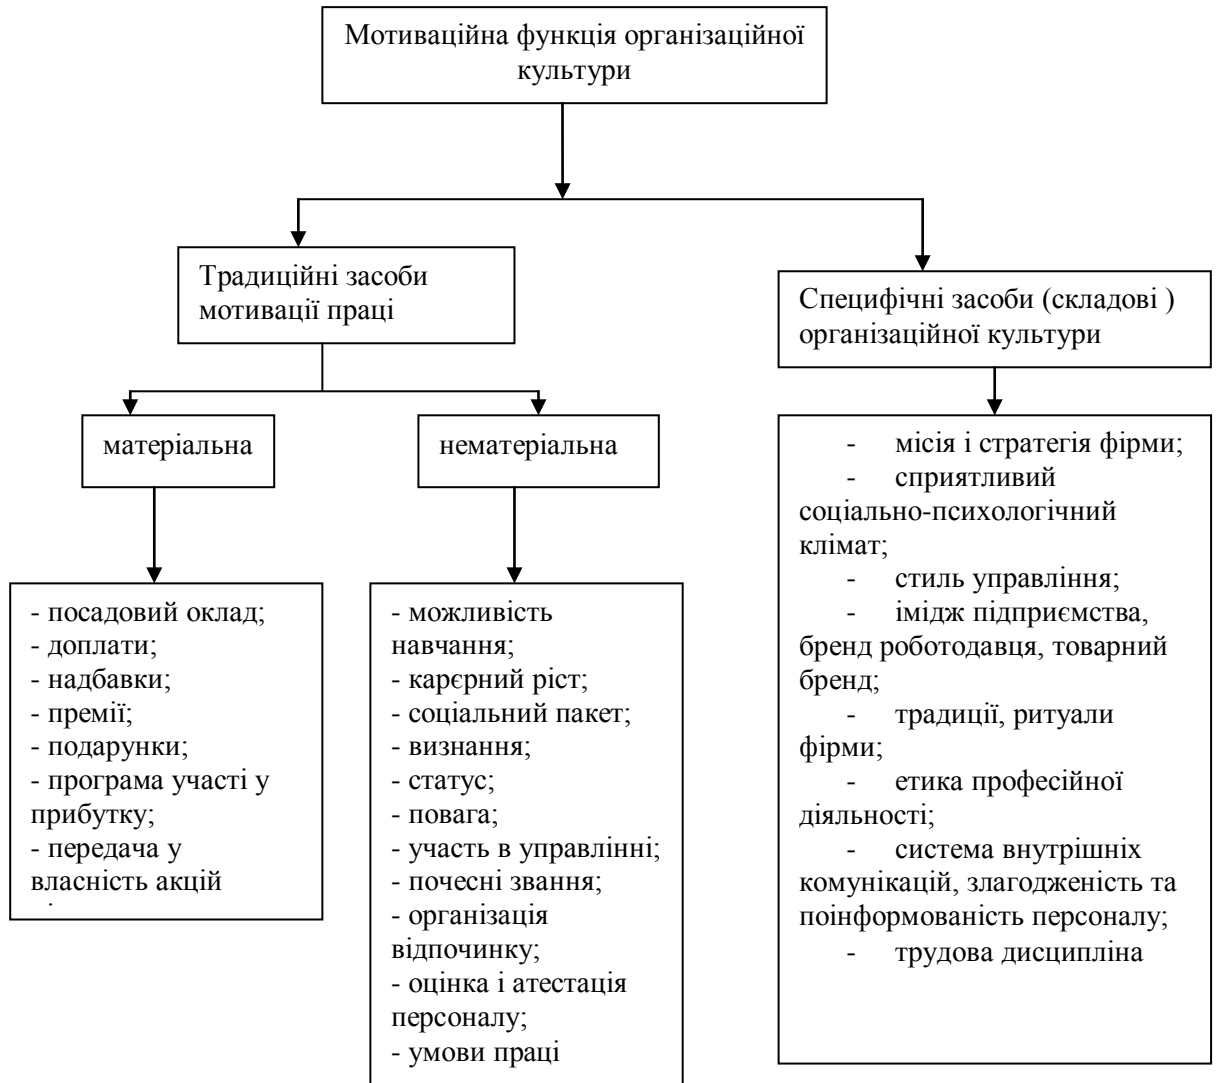 Мотиваційна функція організаційної
культури
Традиційні засоби
мотивації праці
Специфічні засоби (складові )
організаційної культури
матеріальна
нематеріальна
- посадовий оклад;
- доплати;
- надбавки;
- премії;
- подарунки;
- програма участі у
прибутку;
- передача у
власність акцій
- можливість
навчання;
- карєрний ріст;
- соціальний пакет;
- визнання;
- статус;
- повага;
- участь в управлінні;
- почесні звання;
- організація
відпочинку;
- оцінка і атестація
персоналу;
- умови праці
- місія і стратегія фірми;
- сприятливий
соціально-психологічний
клімат;
- стиль управління;
- імідж підприємства,
бренд роботодавця, товарний
бренд;
- традиції, ритуали
фірми;
- етика професійної
діяльності;
- система внутрішніх
комунікацій, злагодженість та
поінформованість персоналу;
- трудова дисципліна